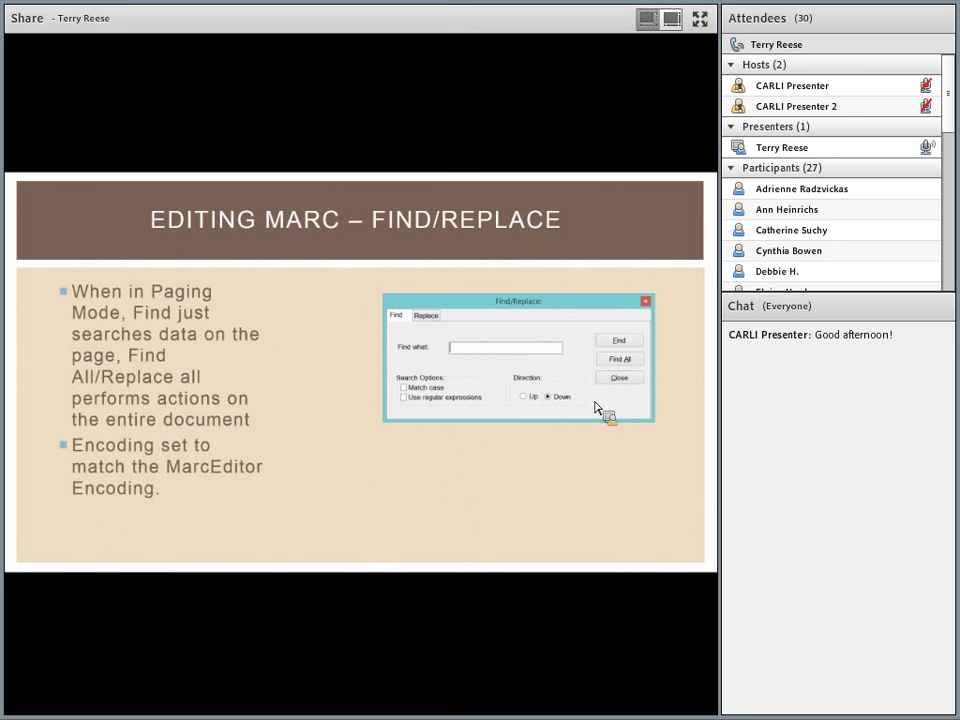 Share - Terry Reese
EDITING MARC – FIND/REPLACE
When in Paging
Mode, Find just
searches data on the
page, Find
All/Replace all
performs actions on
the entire document
Encoding set to
match the MarcEditor
Encoding.
Find/Replace:
Find Replace
Find what:
Find
Find All
Close
Search Options:
Match case
Use regular expressions
Direction:
Up Down
Attendees (30)
Terry Reese
Hosts (2)
CARLI Presenter
CARLI Presenter 2
Presenters (1)
Terry Reese
Participants (27)
Adrienne Radzvickas
Ann Heinrichs
Catherine Suchy
Cynthia Bowen
Debbie H.
Chat (Everyone)
CARLI Presenter: Good afternoon!